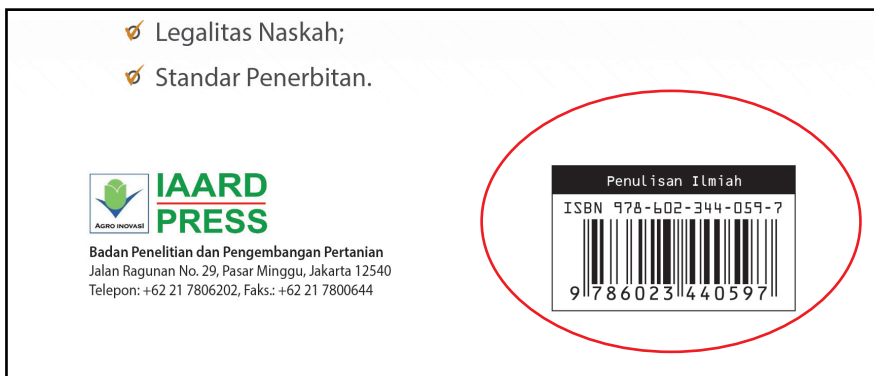 Legalitas Naskah;
Standar Penerbitan.
IAARD
PRESS
AGRO INOVASI
Badan Penelitian dan Pengembangan Pertanian
Jalan Ragunan No. 29, Pasar Minggu, Jakarta 12540
Telepon: +62 21 7806202, Faks.: +62 21 7800644
Penulisan Ilmiah
ISBN 978-602-344-059-7
9 786023 440597